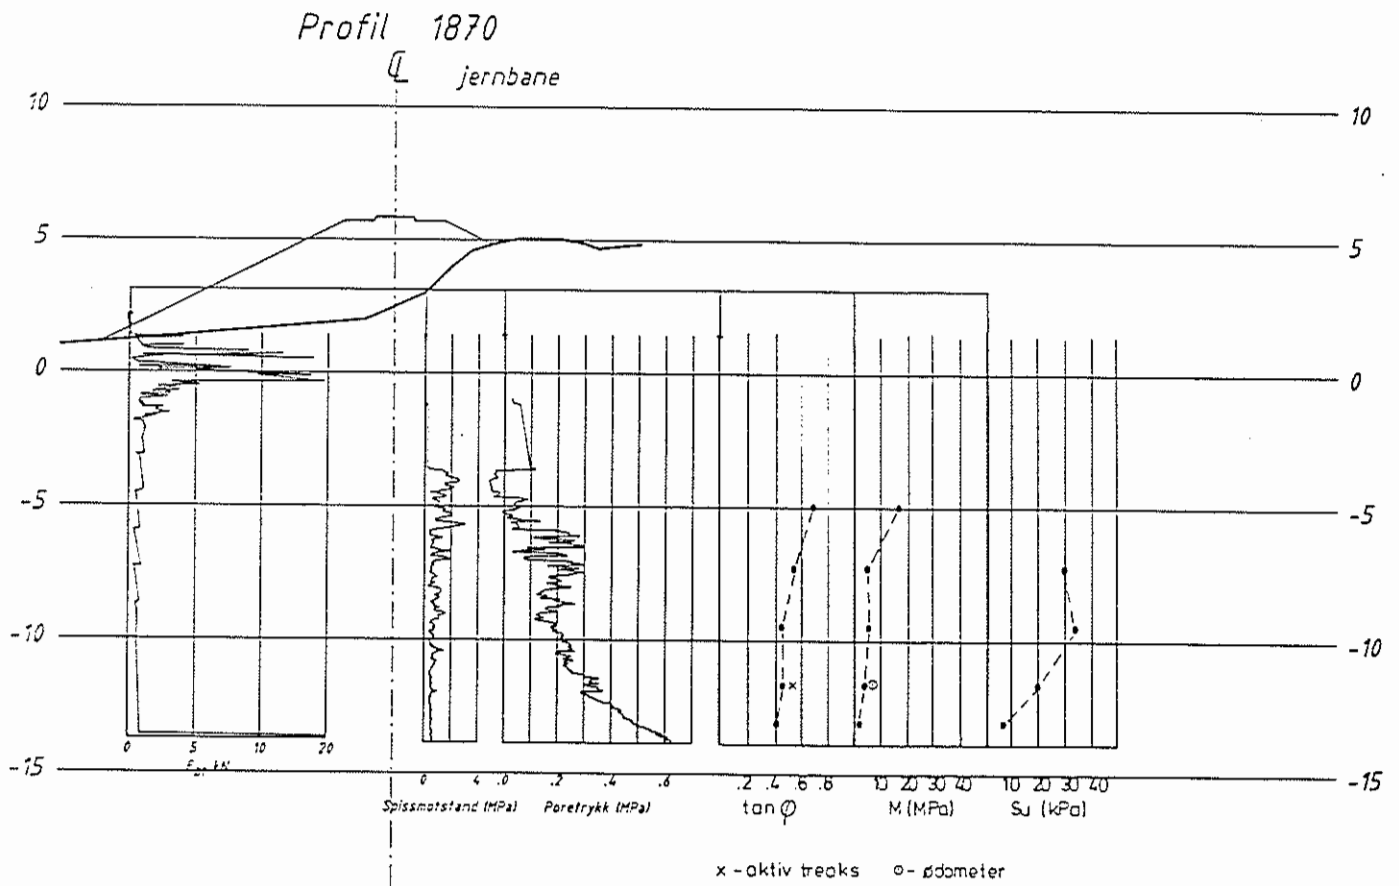 Profil 1870
℄ jernbane
10 10
5 5
0 0
-5 -5
-10 -10
-15 -15
0 5 10 20
0 4 .0 .2 .4 .6
.2 .4 .6 .8
10 20 30 40
10 20 30 40
kN
Spissmotstand (MPa) Poretrykk (MPa) tan φ M (MPa) Su (kPa)
x - aktiv treaks ⊙ - ødometer